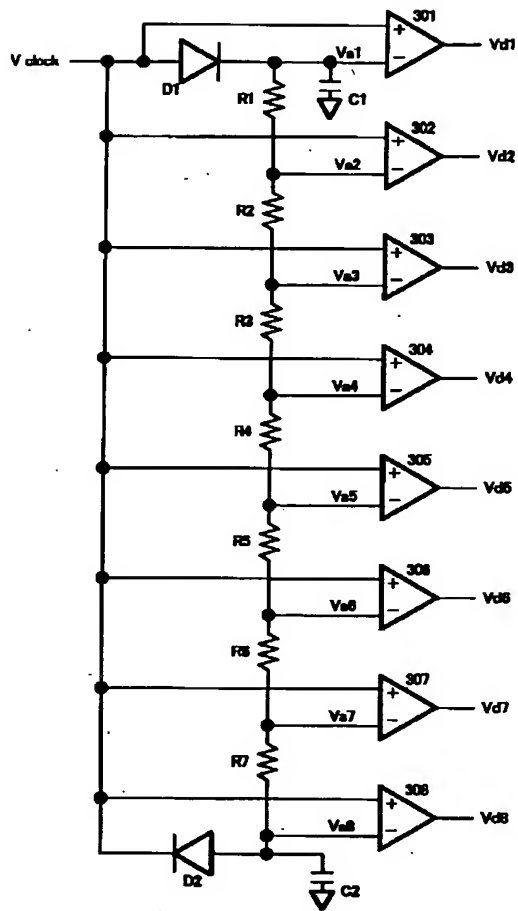 301
V clock
Va1
Vd1
D1
C1
R1
302
Vd2
Va2
R2
303
Vd3
Va3
R3
304
Vd4
Va4
R4
305
Vd5
Va5
R5
306
Vd6
Va6
R6
307
Vd7
Va7
R7
308
Vd8
Va8
D2
C2